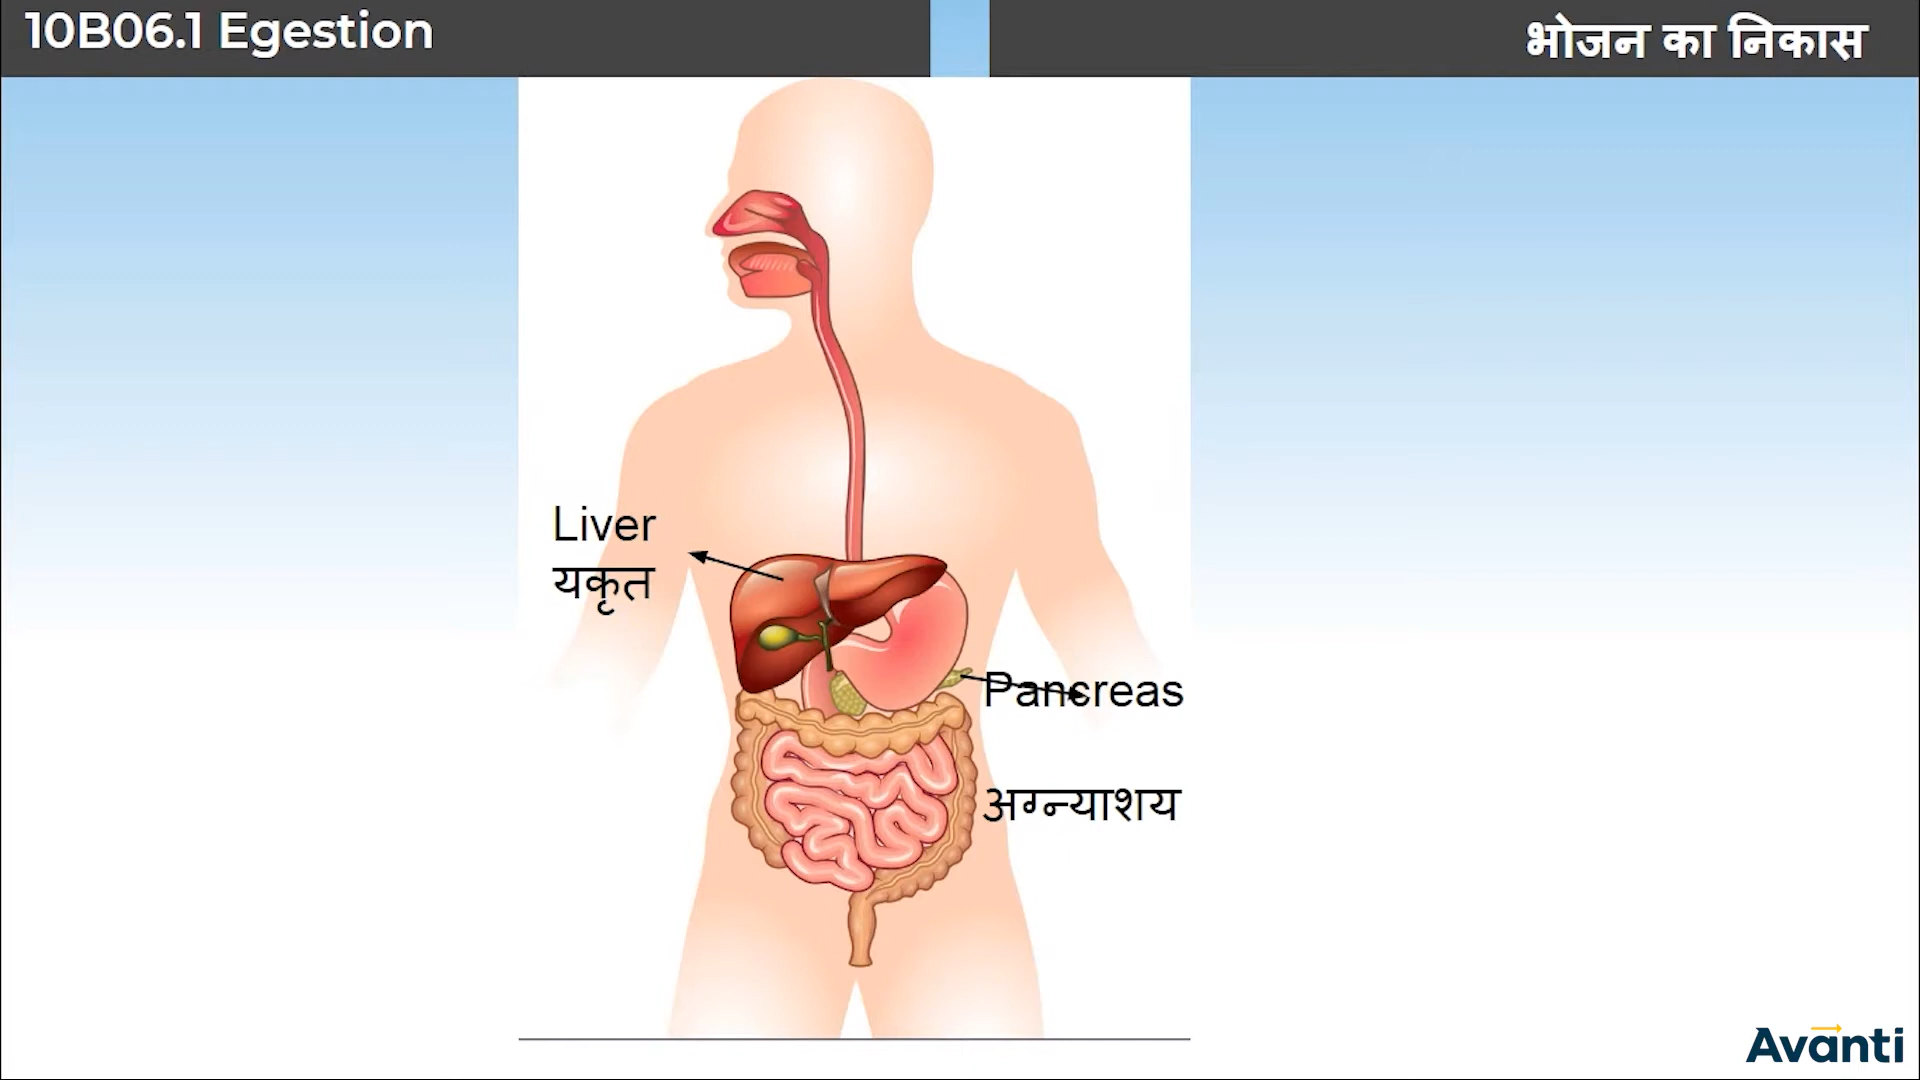 10B06.1 Egestion
भोजन का निकास
Liver
यकृत
Pancreas
अग्न्याशय
Avanti